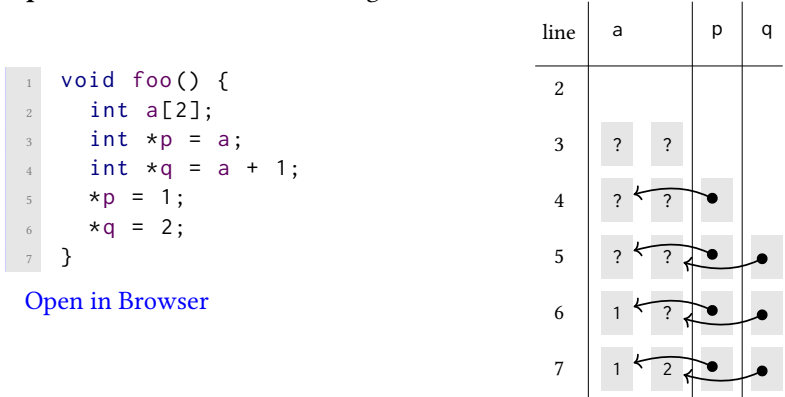 1 void foo() {
2 int a[2];
3 int *p = a;
4 int *q = a + 1;
5 *p = 1;
6 *q = 2;
7 }
Open in Browser
line a p q
2
3 ? ?
4 ? ?
5 ? ?
6 1 ?
7 1 2